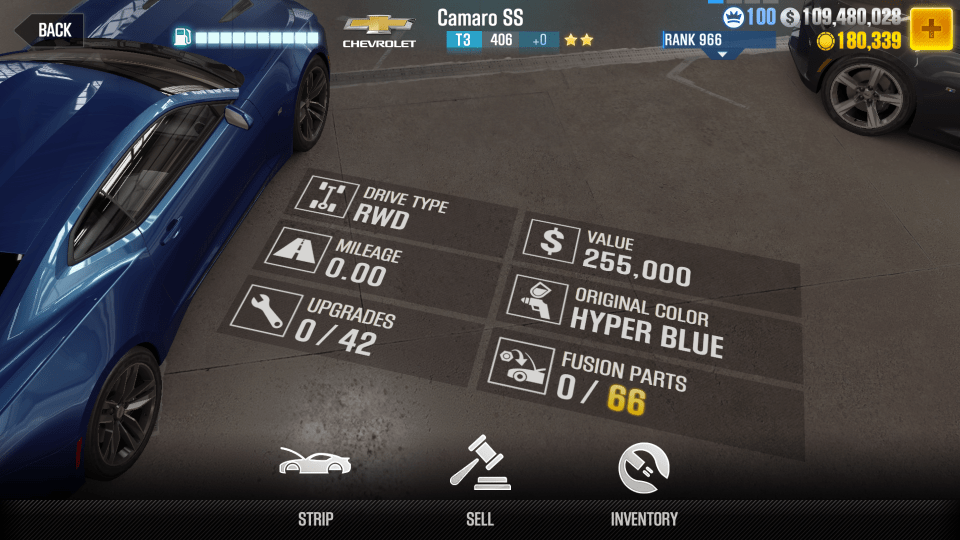 BACK
CHEVROLET
Camaro SS
T3 406 +0
RANK 966
100 $ 109,480,028
180,339
DRIVE TYPE
RWD
MILEAGE
0.00
UPGRADES
0 / 42
$ VALUE
255,000
ORIGINAL COLOR
HYPER BLUE
FUSION PARTS
0 / 66
STRIP
SELL
INVENTORY